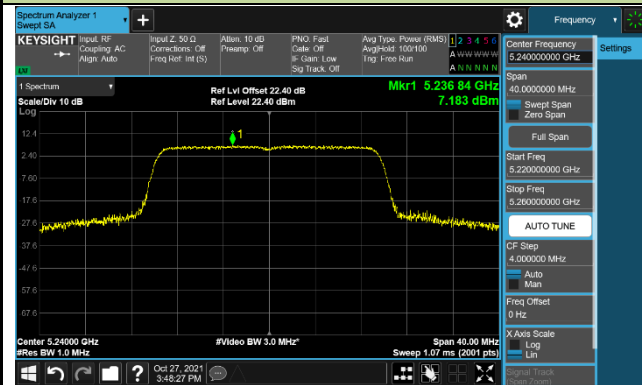 Spectrum Analyzer 1
Swept SA
Frequency
KEYSIGHT
Input: RF
Coupling: AC
Align: Auto
Input Z: 50 Ω
Corrections: Off
Freq Ref: Int (S)
Atten: 10 dB
Preamp: Off
PNO: Fast
Gate: Off
IF Gain: Low
Sig Track: Off
Avg Type: Power (RMS)
Avg|Hold: 100/100
Trig: Free Run
1 2 3 4 5 6
A W W W W W
A N N N N N
LXI
1 Spectrum
Scale/Div 10 dB
Log
Ref Lvl Offset 22.40 dB
Ref Level 22.40 dBm
Mkr1 5.236 84 GHz
7.183 dBm
1
12.4
2.40
-7.60
-17.6
-27.6
-37.6
-47.6
-57.6
-67.6
Center 5.24000 GHz
#Res BW 1.0 MHz
#Video BW 3.0 MHz*
Span 40.00 MHz
Sweep 1.07 ms (2001 pts)
Oct 27, 2021
3:48:27 PM
Center Frequency
5.240000000 GHz
Settings
Span
40.0000000 MHz
Swept Span
Zero Span
Full Span
Start Freq
5.220000000 GHz
Stop Freq
5.260000000 GHz
AUTO TUNE
CF Step
4.000000 MHz
Auto
Man
Freq Offset
0 Hz
X Axis Scale
Log
Lin
Signal Track
(Span Zoom)